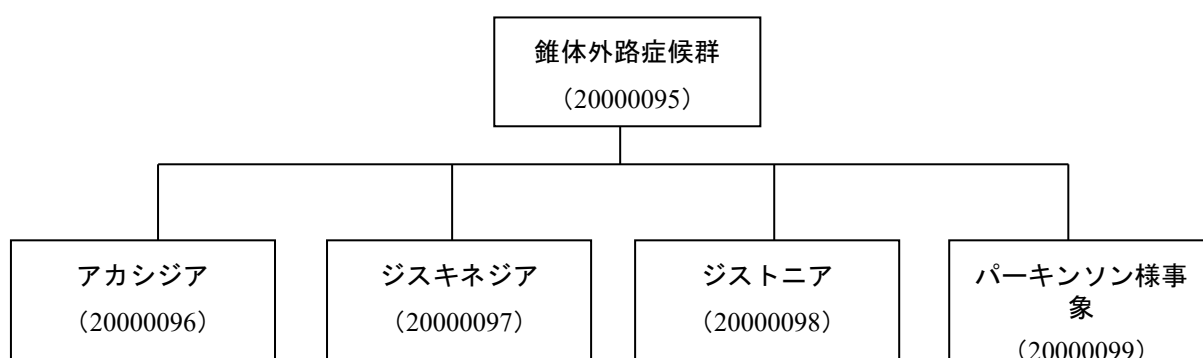 錐体外路症候群
（20000095）
アカシジア
（20000096）
ジスキネジア
（20000097）
ジストニア
（20000098）
パーキンソン様事
象
（20000099）